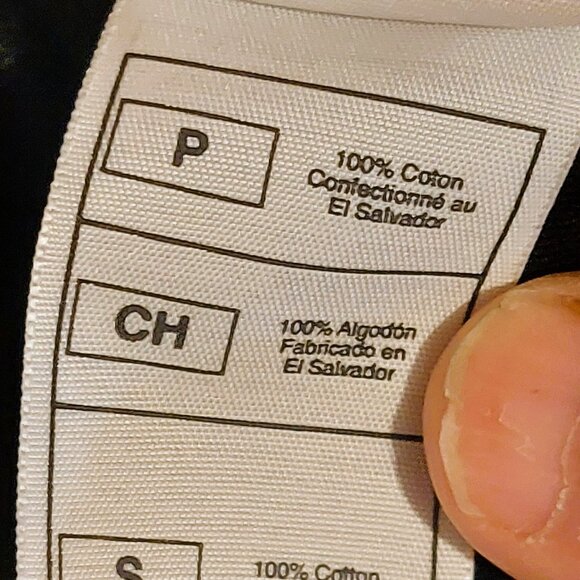 P
100% Coton
Confectionné au
El Salvador
CH
100% Algodón
Fabricado en
El Salvador
S
100% Cotton